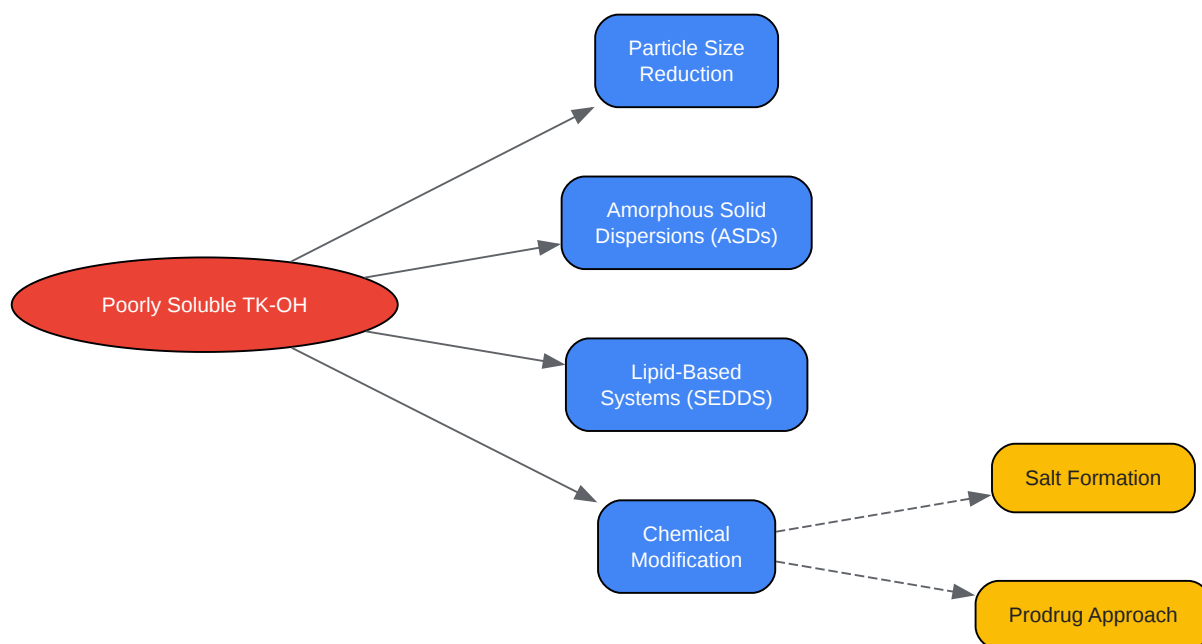 Particle Size
Reduction
Amorphous Solid
Dispersions (ASDs)
Poorly Soluble TK-OH
Lipid-Based
Systems (SEDDS)
Chemical
Modification
Salt Formation
Prodrug Approach